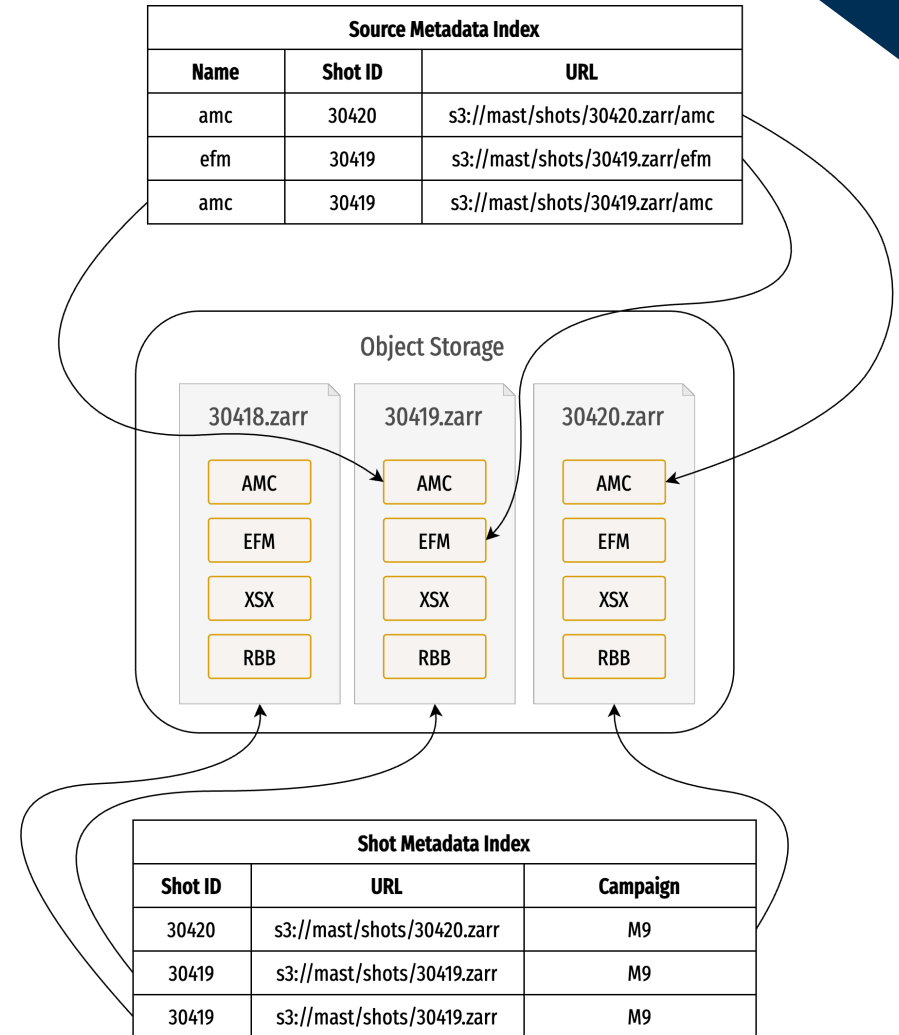 Source Metadata Index
Name Shot ID URL
amc 30420 s3://mast/shots/30420.zarr/amc
efm 30419 s3://mast/shots/30419.zarr/efm
amc 30419 s3://mast/shots/30419.zarr/amc
Object Storage
30418.zarr 30419.zarr 30420.zarr
AMC AMC AMC
EFM EFM EFM
XSX XSX XSX
RBB RBB RBB
Shot Metadata Index
Shot ID URL Campaign
30420 s3://mast/shots/30420.zarr M9
30419 s3://mast/shots/30419.zarr M9
30419 s3://mast/shots/30419.zarr M9